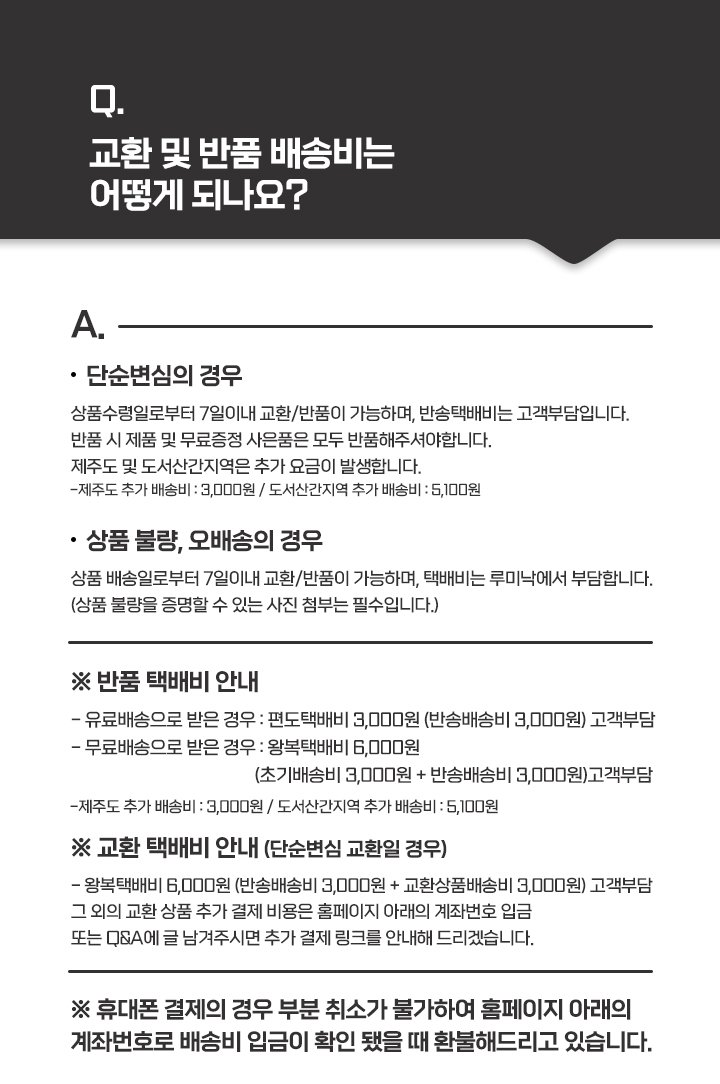 Q.
교환 및 반품 배송비는
어떻게 되나요?
A.
• 단순변심의 경우
상품수령일로부터 7일이내 교환/반품이 가능하며, 반송택배비는 고객부담입니다.
반품 시 제품 및 무료증정 사은품은 모두 반품해주셔야합니다.
제주도 및 도서산간지역은 추가 요금이 발생합니다.
-제주도 추가 배송비 : 3,000원 / 도서산간지역 추가 배송비 : 5,100원
• 상품 불량, 오배송의 경우
상품 배송일로부터 7일이내 교환/반품이 가능하며, 택배비는 루미낙에서 부담합니다.
(상품 불량을 증명할 수 있는 사진 첨부는 필수입니다.)
※ 반품 택배비 안내
- 유료배송으로 받은 경우 : 편도택배비 3,000원 (반송배송비 3,000원) 고객부담
- 무료배송으로 받은 경우 : 왕복택배비 6,000원
(초기배송비 3,000원 + 반송배송비 3,000원)고객부담
-제주도 추가 배송비 : 3,000원 / 도서산간지역 추가 배송비 : 5,100원
※ 교환 택배비 안내 (단순변심 교환일 경우)
- 왕복택배비 6,000원 (반송배송비 3,000원 + 교환상품배송비 3,000원) 고객부담
그 외의 교환 상품 추가 결제 비용은 홈페이지 아래의 계좌번호 입금
또는 Q&A에 글 남겨주시면 추가 결제 링크를 안내해 드리겠습니다.
※ 휴대폰 결제의 경우 부분 취소가 불가하여 홈페이지 아래의
계좌번호로 배송비 입금이 확인 됐을 때 환불해드리고 있습니다.